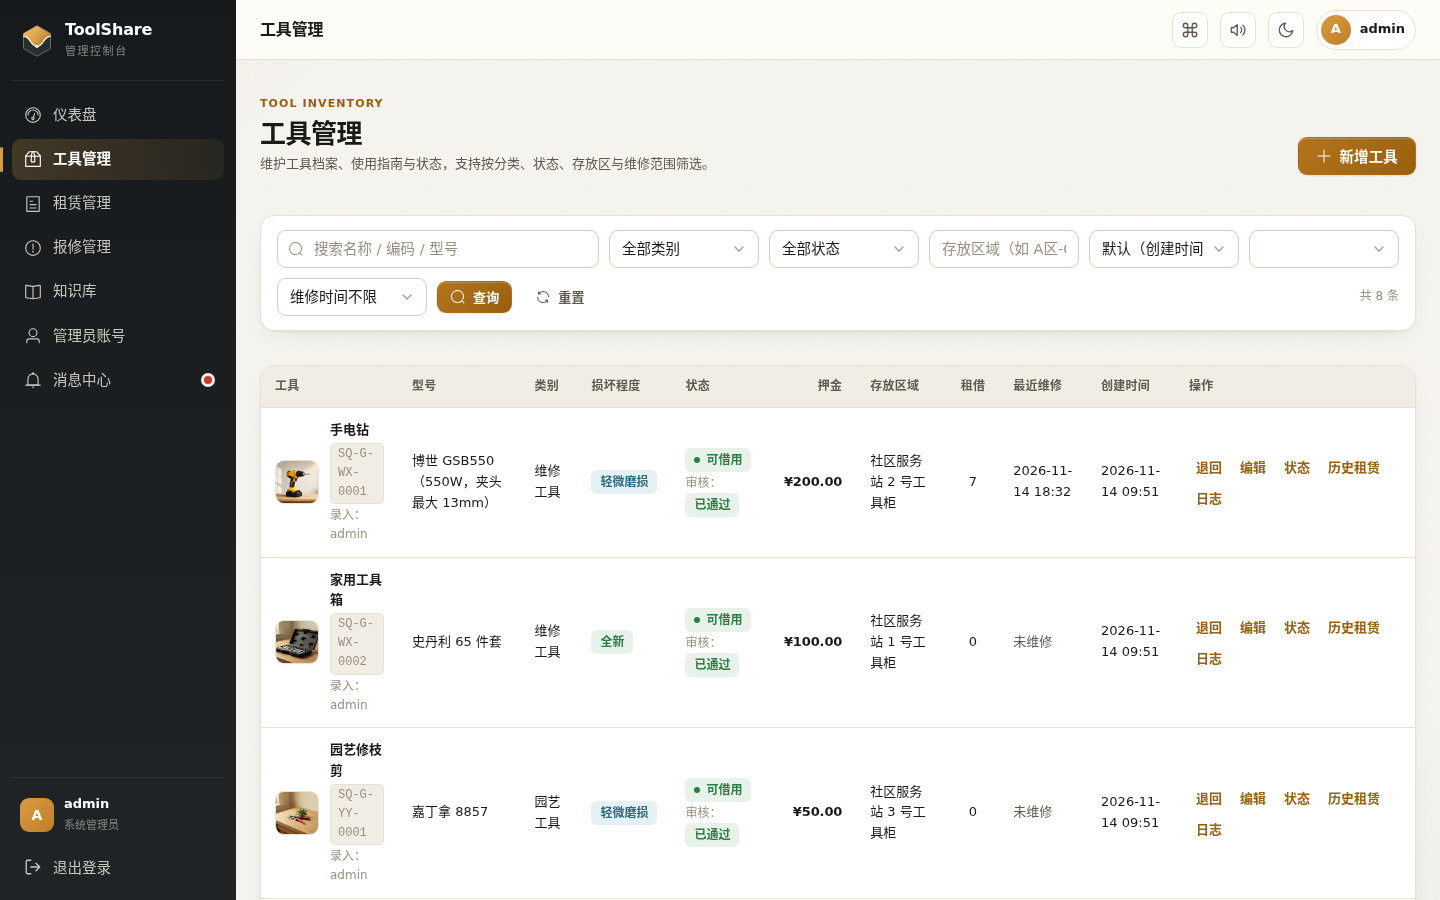 ToolShare
管理控制台
仪表盘
工具管理
租赁管理
报修管理
知识库
管理员账号
消息中心
A
admin
系统管理员
退出登录
工具管理
A
admin
TOOL INVENTORY
工具管理
维护工具档案、使用指南与状态，支持按分类、状态、存放区与维修范围筛选。
新增工具
搜索名称 / 编码 / 型号
全部类别
全部状态
存放区域（如 A区-
默认（创建时间
维修时间不限
查询
重置
共 8 条
工具 型号 类别 损坏程度 状态 押金 存放区域 租借 最近维修 创建时间 操作
手电钻
SQ-G-
WX-
0001
录入：
admin
博世 GSB550
（550W，夹头
最大 13mm）
维修
工具
轻微磨损
可借用
审核：
已通过
¥200.00
社区服务
站 2 号工
具柜
7
2026-11-
14 18:32
2026-11-
14 09:51
退回 编辑 状态 历史租赁
日志
家用工具
箱
SQ-G-
WX-
0002
录入：
admin
史丹利 65 件套
维修
工具
全新
可借用
审核：
已通过
¥100.00
社区服务
站 1 号工
具柜
0
未维修
2026-11-
14 09:51
退回 编辑 状态 历史租赁
日志
园艺修枝
剪
SQ-G-
YY-
0001
录入：
admin
嘉丁拿 8857
园艺
工具
轻微磨损
可借用
审核：
已通过
¥50.00
社区服务
站 3 号工
具柜
0
未维修
2026-11-
14 09:51
退回 编辑 状态 历史租赁
日志